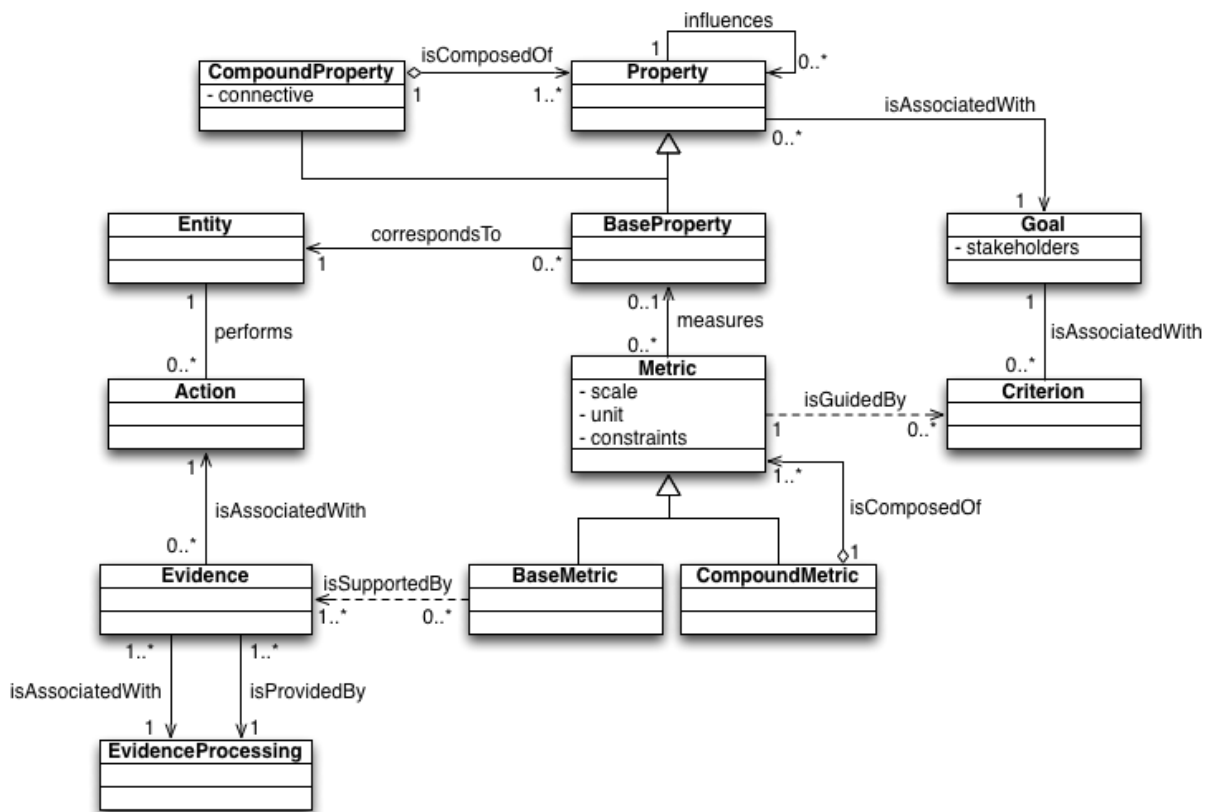 influences
1
0..*
isComposedOf
CompoundProperty
- connective
1
1..*
Property
isAssociatedWith
0..*
1
Entity
correspondsTo
1
0..*
BaseProperty
Goal
- stakeholders
1
performs
0..*
0..1
measures
0..*
1
isAssociatedWith
0..*
Action
Metric
- scale
- unit
- constraints
isGuidedBy
1
0..*
Criterion
1
isAssociatedWith
0..*
1..*
isComposedOf
1
Evidence
isSupportedBy
1..*
0..*
BaseMetric
CompoundMetric
1..*
1..*
isAssociatedWith
isProvidedBy
1
1
EvidenceProcessing